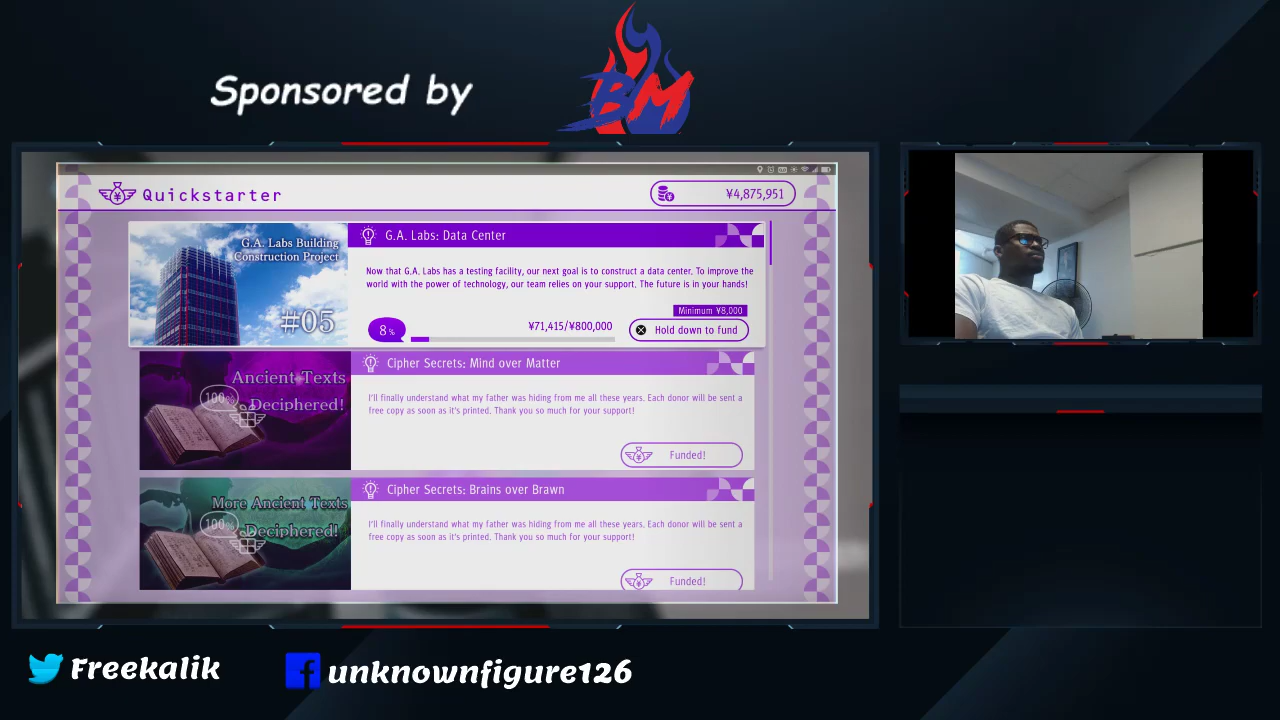 Sponsored by
BM
Quickstarter
¥4,875,951
G.A. Labs Building
Construction Project
#05
G.A. Labs: Data Center
Now that G.A. Labs has a testing facility, our next goal is to construct a data center. To improve the
world with the power of technology, our team relies on your support. The future is in your hands!
Minimum ¥8,000
8%
¥71,415/¥800,000
Hold down to fund
Ancient Texts
100%
Deciphered!
Cipher Secrets: Mind over Matter
I'll finally understand what my father was hiding from me all these years. Each donor will be sent a
free copy as soon as it's printed. Thank you so much for your support!
Funded!
More Ancient Texts
100%
Deciphered!
Cipher Secrets: Brains over Brawn
I'll finally understand what my father was hiding from me all these years. Each donor will be sent a
free copy as soon as it's printed. Thank you so much for your support!
Funded!
Freekalik
unknownfigure126